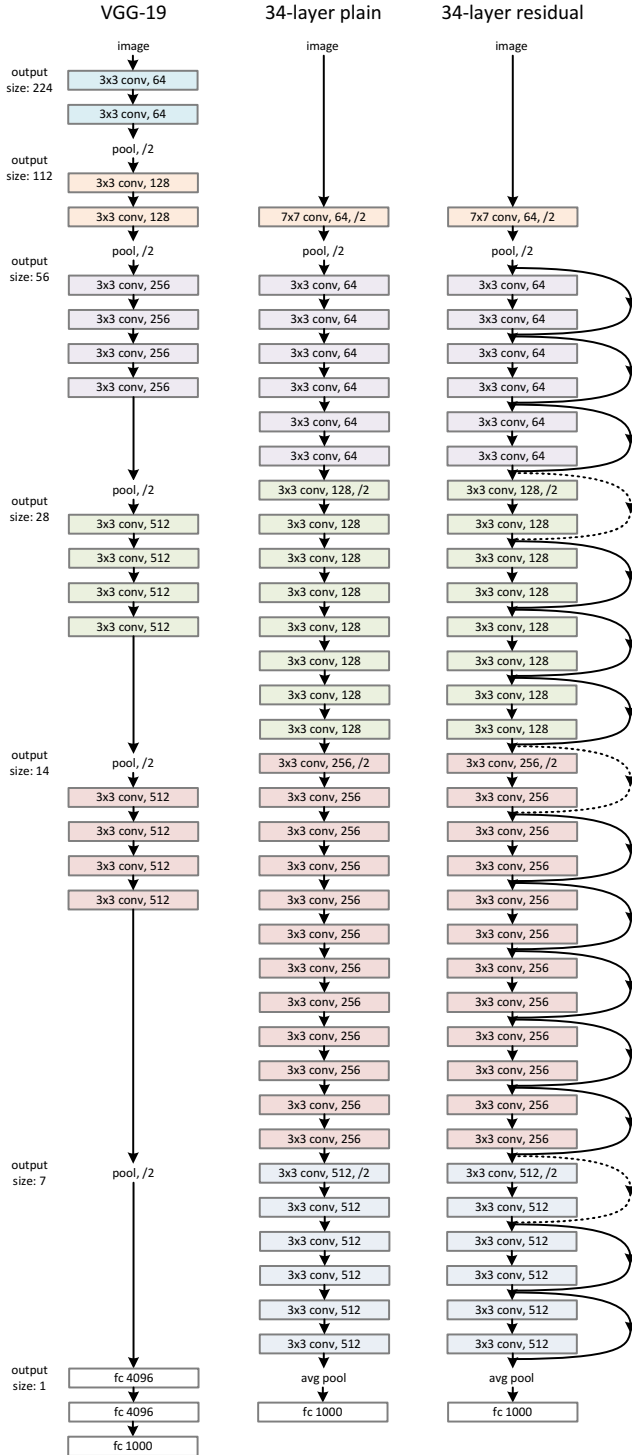 output
size: 224
output
size: 112
output
size: 56
output
size: 28
output
size: 14
output
size: 7
output
size: 1
VGG-19
image
3x3 conv, 64
3x3 conv, 64
pool, /2
3x3 conv, 128
3x3 conv, 128
pool, /2
3x3 conv, 256
3x3 conv, 256
3x3 conv, 256
3x3 conv, 256
pool, /2
3x3 conv, 512
3x3 conv, 512
3x3 conv, 512
3x3 conv, 512
pool, /2
3x3 conv, 512
3x3 conv, 512
3x3 conv, 512
3x3 conv, 512
pool, /2
fc 4096
fc 4096
fc 1000
34-layer plain
image
7x7 conv, 64, /2
pool, /2
3x3 conv, 64
3x3 conv, 64
3x3 conv, 64
3x3 conv, 64
3x3 conv, 64
3x3 conv, 64
3x3 conv, 128, /2
3x3 conv, 128
3x3 conv, 128
3x3 conv, 128
3x3 conv, 128
3x3 conv, 128
3x3 conv, 128
3x3 conv, 128
3x3 conv, 256, /2
3x3 conv, 256
3x3 conv, 256
3x3 conv, 256
3x3 conv, 256
3x3 conv, 256
3x3 conv, 256
3x3 conv, 256
3x3 conv, 256
3x3 conv, 256
3x3 conv, 256
3x3 conv, 256
3x3 conv, 512, /2
3x3 conv, 512
3x3 conv, 512
3x3 conv, 512
3x3 conv, 512
3x3 conv, 512
avg pool
fc 1000
34-layer residual
image
7x7 conv, 64, /2
pool, /2
3x3 conv, 64
3x3 conv, 64
3x3 conv, 64
3x3 conv, 64
3x3 conv, 64
3x3 conv, 64
3x3 conv, 128, /2
3x3 conv, 128
3x3 conv, 128
3x3 conv, 128
3x3 conv, 128
3x3 conv, 128
3x3 conv, 128
3x3 conv, 128
3x3 conv, 256, /2
3x3 conv, 256
3x3 conv, 256
3x3 conv, 256
3x3 conv, 256
3x3 conv, 256
3x3 conv, 256
3x3 conv, 256
3x3 conv, 256
3x3 conv, 256
3x3 conv, 256
3x3 conv, 256
3x3 conv, 512, /2
3x3 conv, 512
3x3 conv, 512
3x3 conv, 512
3x3 conv, 512
3x3 conv, 512
avg pool
fc 1000